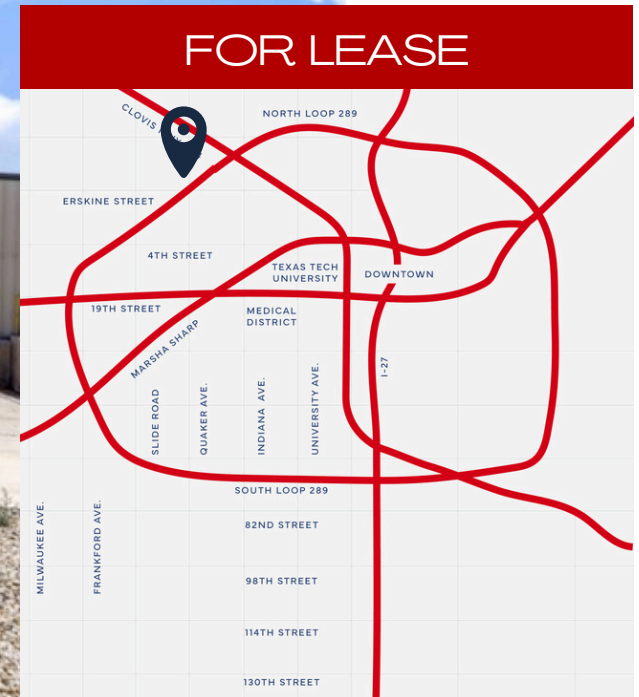 FOR LEASE
CLOVIS
NORTH LOOP 289
ERSKINE STREET
4TH STREET
TEXAS TECH
UNIVERSITY
DOWNTOWN
19TH STREET
MEDICAL
DISTRICT
MARSHA SHARP
I-27
SLIDE ROAD
QUAKER AVE.
INDIANA AVE.
UNIVERSITY AVE.
SOUTH LOOP 289
MILWAUKEE AVE.
FRANKFORD AVE.
82ND STREET
98TH STREET
114TH STREET
130TH STREET